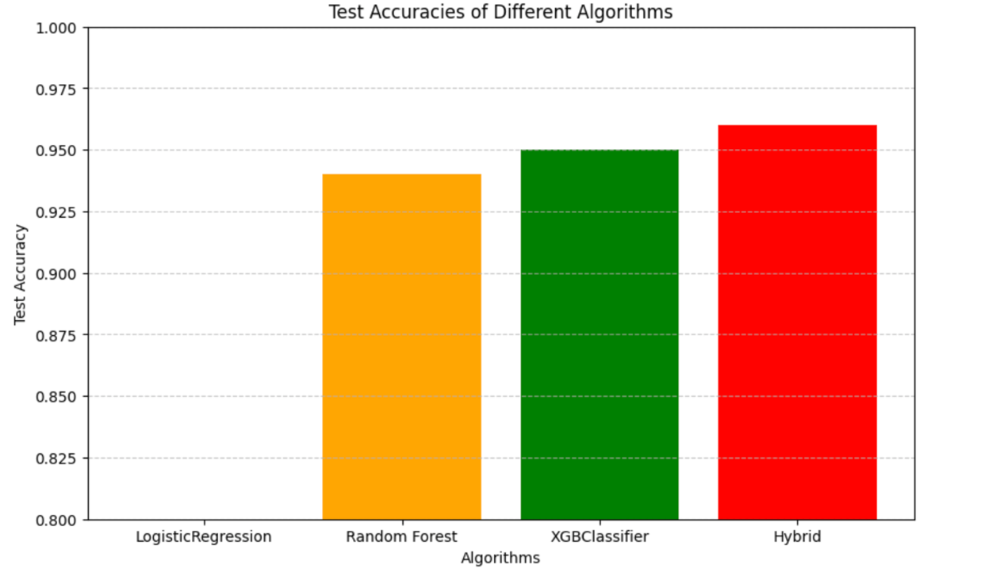 Test Accuracies of Different Algorithms
1.000
0.975
0.950
0.925
0.900
0.875
0.850
0.825
0.800
Test Accuracy
LogisticRegression Random Forest XGBClassifier Hybrid
Algorithms